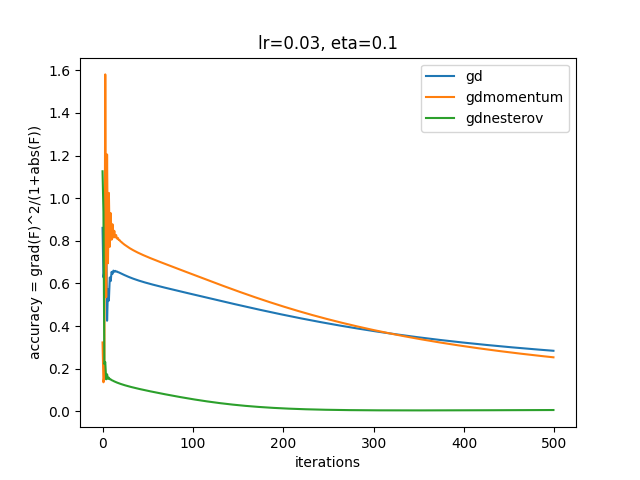 lr=0.03, eta=0.1
accuracy = grad(F)^2/(1+abs(F))
1.6
1.4
1.2
1.0
0.8
0.6
0.4
0.2
0.0
gd
gdmomentum
gdnesterov
0 100 200 300 400 500
iterations